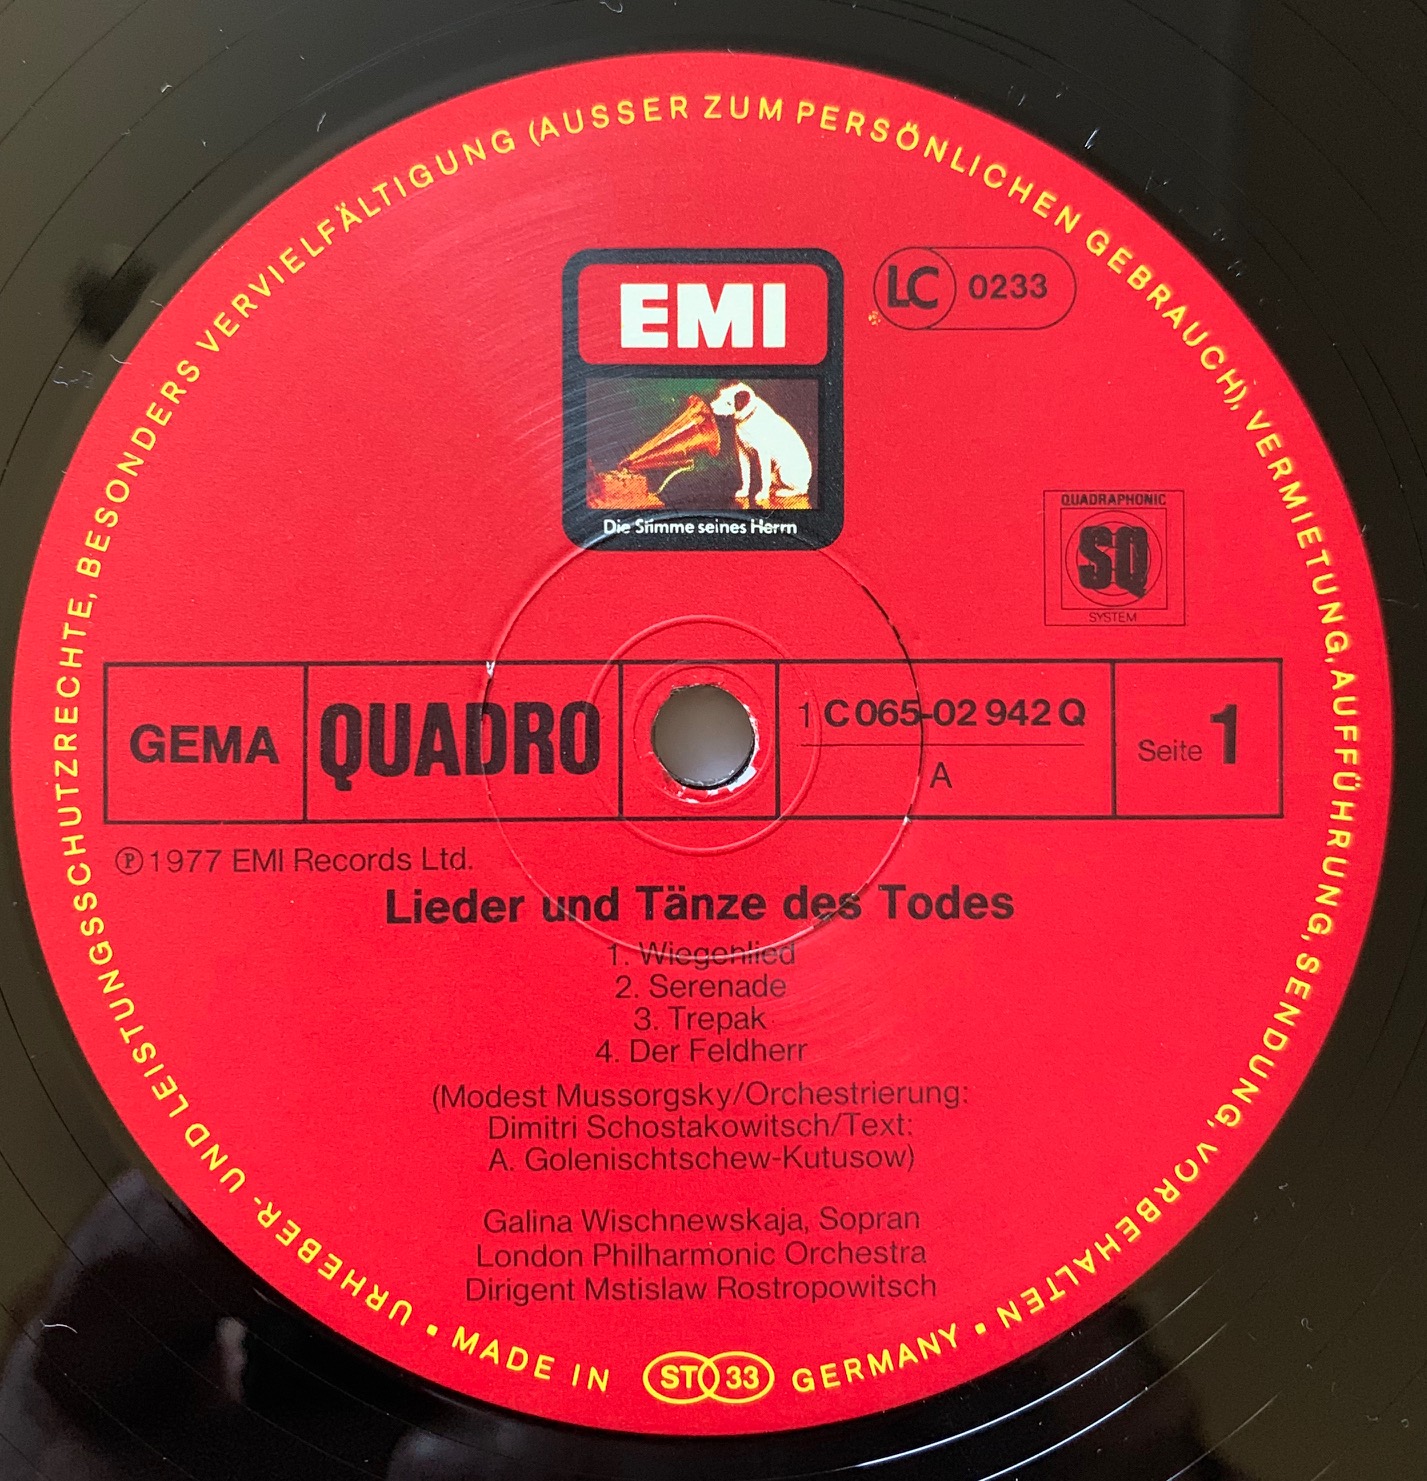 URHEBER- UND LEISTUNGSSCHUTZRECHTE, BESONDERS VERVIELFÄLTIGUNG (AUSSER ZUM PERSÖNLICHEN GEBRAUCH), VERMIETUNG, AUFFÜHRUNG, SENDUNG, VORBEHALTEN
EMI
Die Stimme seines Herrn
LC 0233
QUADRAPHONIC
SQ
SYSTEM
GEMA
QUADRO
1 C 065-02 942 Q
A
Seite 1
Ⓟ 1977 EMI Records Ltd.
Lieder und Tänze des Todes
1. Wiegenlied
2. Serenade
3. Trepak
4. Der Feldherr
(Modest Mussorgsky/Orchestrierung:
Dimitri Schostakowitsch/Text:
A. Golenischtschew-Kutusow)
Galina Wischnewskaja, Sopran
London Philharmonic Orchestra
Dirigent Mstislaw Rostropowitsch
• MADE IN ST 33 GERMANY •